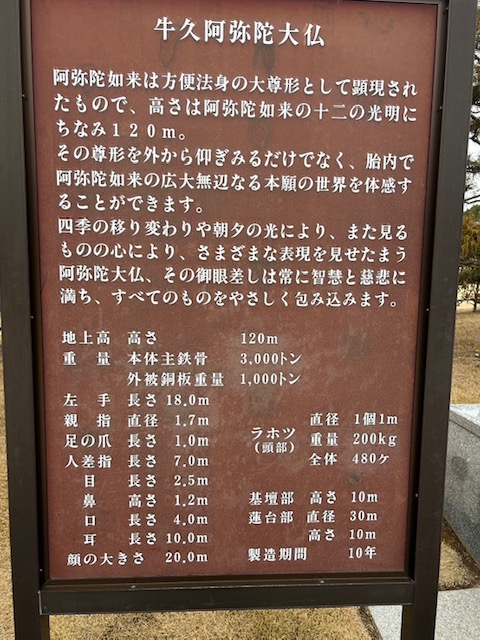 牛久阿弥陀大仏
阿弥陀如来は方便法身の大尊形として顕現され
たもので、高さは阿弥陀如来の十二の光明に
ちなみ120m。
その尊形を外から仰ぎみるだけでなく、胎内で
阿弥陀如来の広大無辺なる本願の世界を体感す
ることができます。
四季の移り変わりや朝夕の光により、また見る
ものの心により、さまざまな表現を見せたまう
阿弥陀大仏、その御眼差しは常に智慧と慈悲に
満ち、すべてのものをやさしく包み込みます。
地上高 高さ 120m
重量 本体主鉄骨 3,000トン
外被銅板重量 1,000トン
左手 長さ 18.0m
親指 直径 1.7m
足の爪 長さ 1.0m
人差指 長さ 7.0m
目 長さ 2.5m
鼻 高さ 1.2m
口 長さ 4.0m
耳 長さ 10.0m
顔の大きさ 20.0m
ラホツ
(頭部)
直径 1個1m
重量 200kg
全体 480ケ
基壇部 高さ 10m
蓮台部 直径 30m
高さ 10m
製造期間 10年